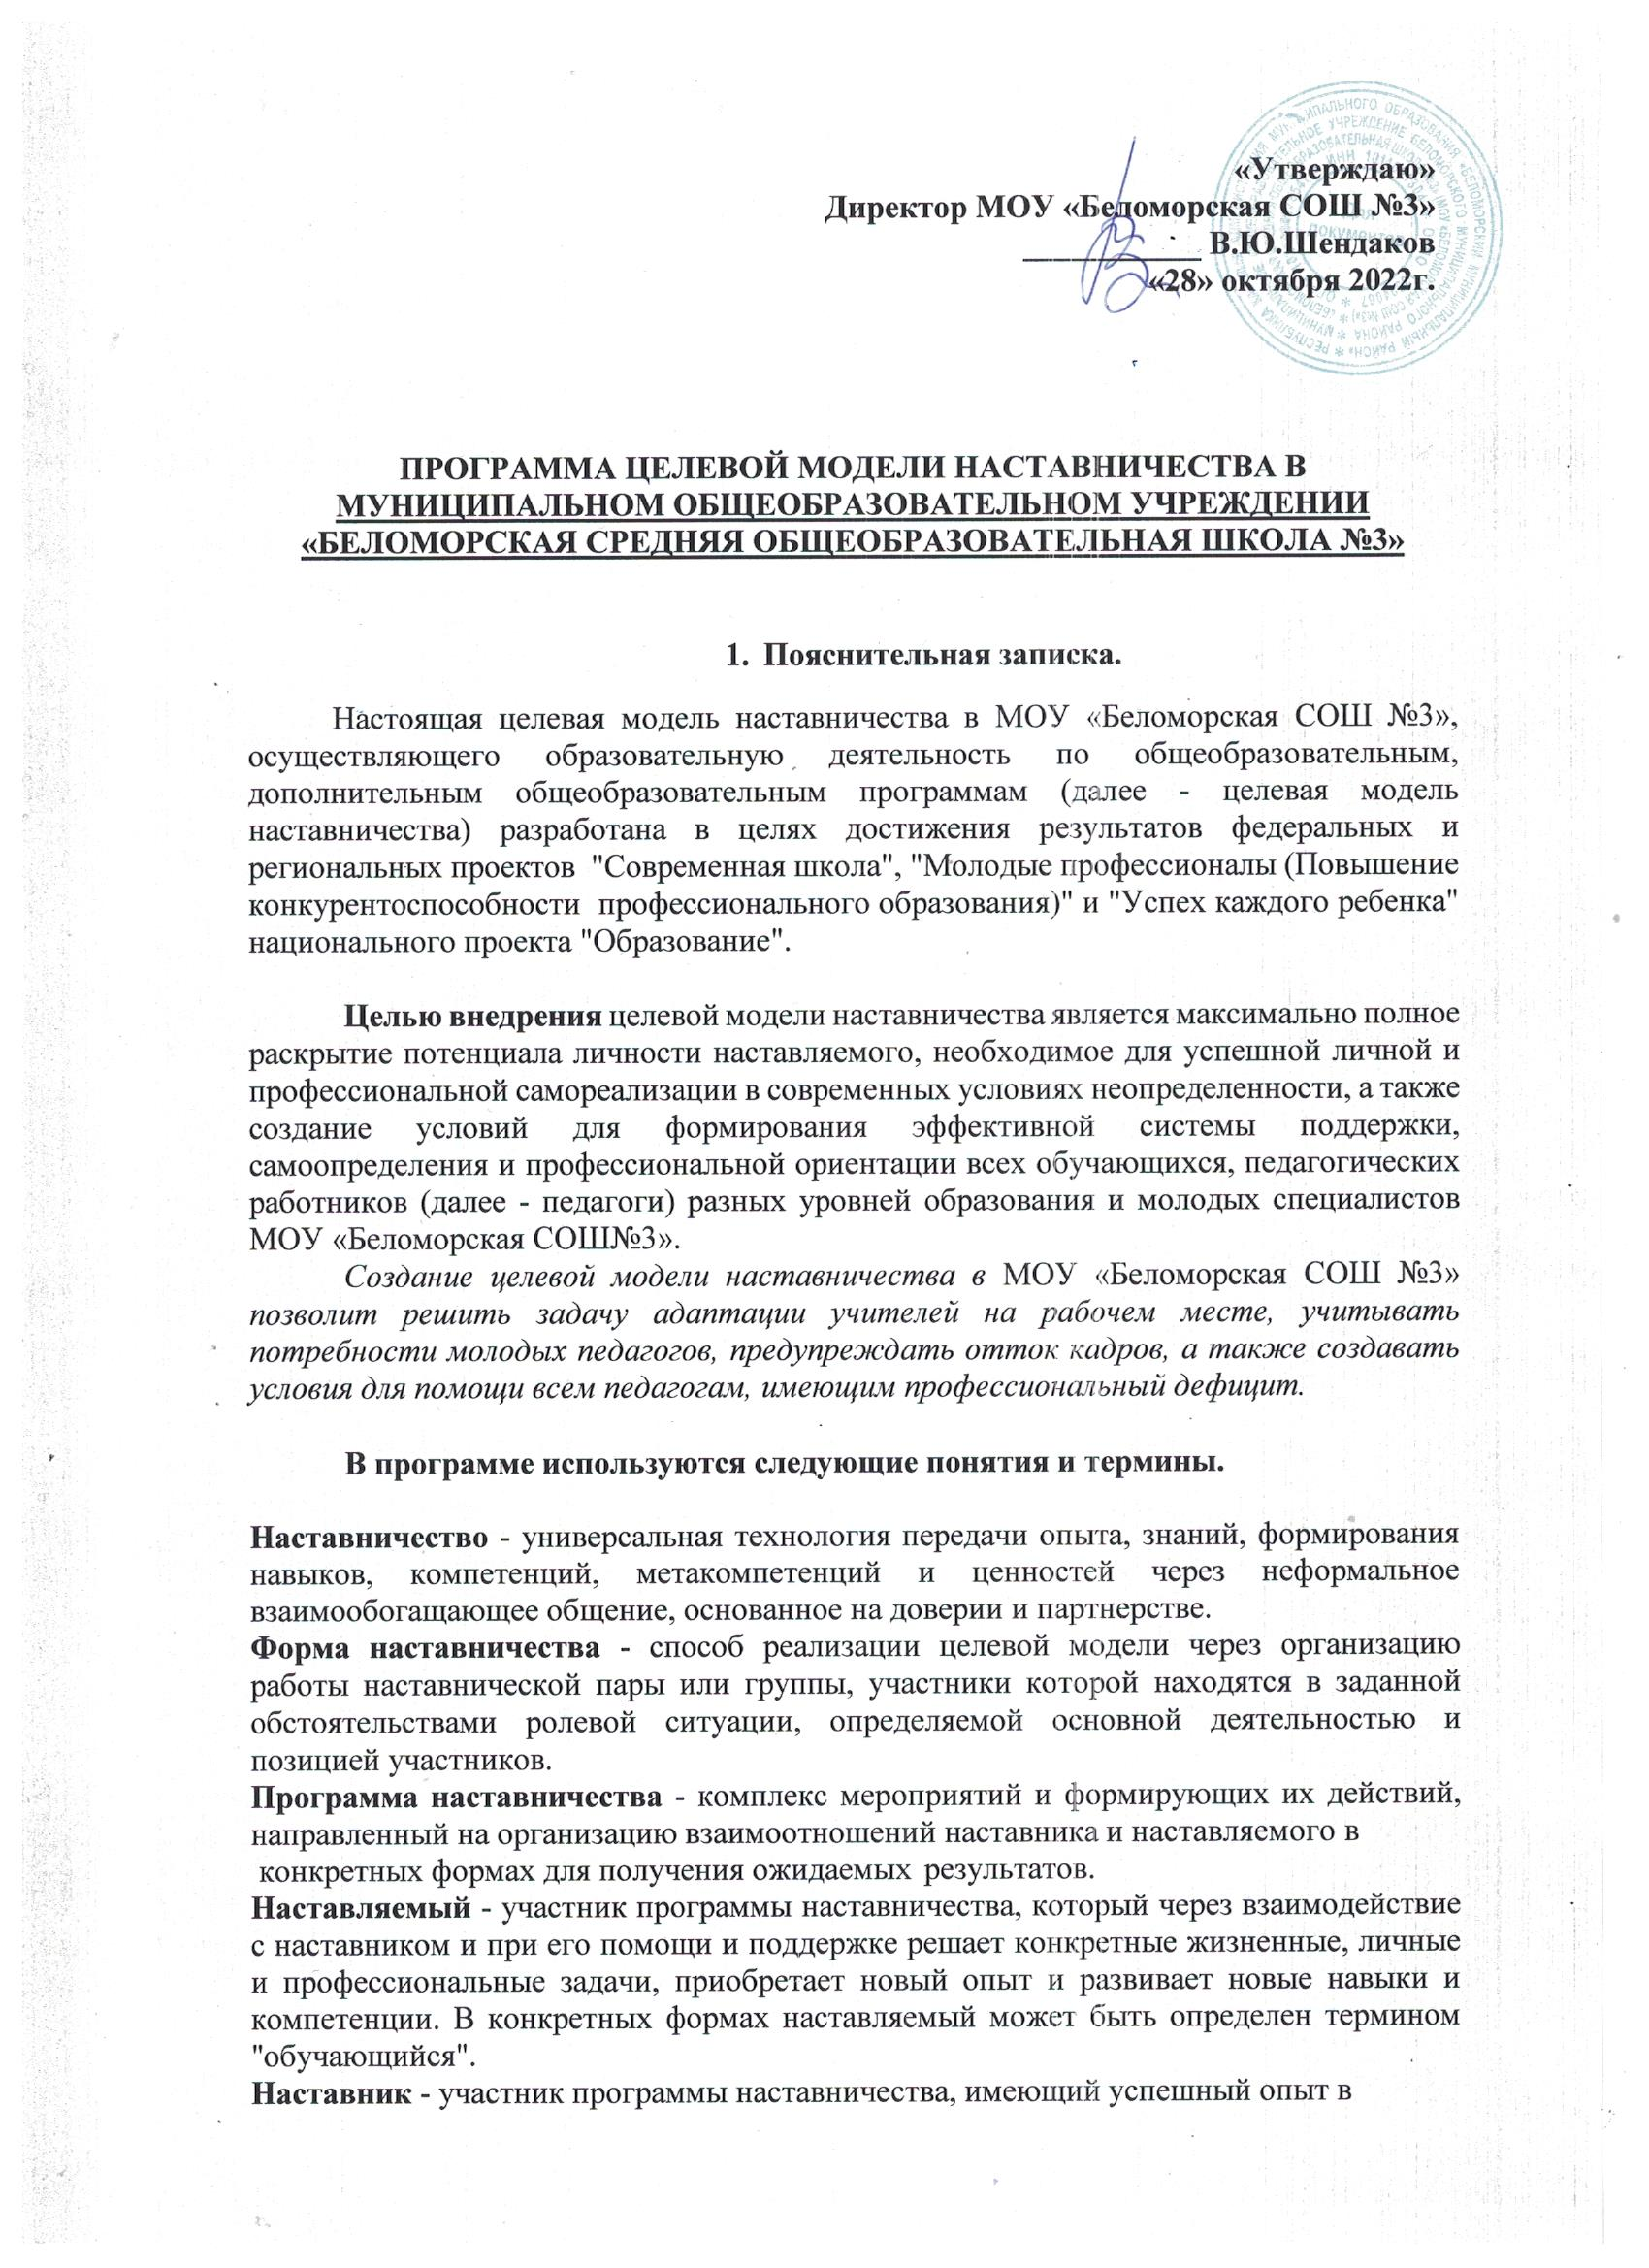 «Утверждаю»
Директор МОУ «Беломорская СОШ №3»
___________ В.Ю.Шендаков
«28» октября 2022г.
ПРОГРАММА ЦЕЛЕВОЙ МОДЕЛИ НАСТАВНИЧЕСТВА В
МУНИЦИПАЛЬНОМ ОБЩЕОБРАЗОВАТЕЛЬНОМ УЧРЕЖДЕНИИ
«БЕЛОМОРСКАЯ СРЕДНЯЯ ОБЩЕОБРАЗОВАТЕЛЬНАЯ ШКОЛА №3»
1. Пояснительная записка.
Настоящая целевая модель наставничества в МОУ «Беломорская СОШ №3»,
осуществляющего образовательную деятельность по общеобразовательным,
дополнительным общеобразовательным программам (далее - целевая модель
наставничества) разработана в целях достижения результатов федеральных и
региональных проектов "Современная школа", "Молодые профессионалы (Повышение
конкурентоспособности профессионального образования)" и "Успех каждого ребенка"
национального проекта "Образование".
Целью внедрения целевой модели наставничества является максимально полное
раскрытие потенциала личности наставляемого, необходимое для успешной личной и
профессиональной самореализации в современных условиях неопределенности, а также
создание условий для формирования эффективной системы поддержки,
самоопределения и профессиональной ориентации всех обучающихся, педагогических
работников (далее - педагоги) разных уровней образования и молодых специалистов
МОУ «Беломорская СОШ№3».
Создание целевой модели наставничества в МОУ «Беломорская СОШ №3»
позволит решить задачу адаптации учителей на рабочем месте, учитывать
потребности молодых педагогов, предупреждать отток кадров, а также создавать
условия для помощи всем педагогам, имеющим профессиональный дефицит.
В программе используются следующие понятия и термины.
Наставничество - универсальная технология передачи опыта, знаний, формирования
навыков, компетенций, метакомпетенций и ценностей через неформальное
взаимообогащающее общение, основанное на доверии и партнерстве.
Форма наставничества - способ реализации целевой модели через организацию
работы наставнической пары или группы, участники которой находятся в заданной
обстоятельствами ролевой ситуации, определяемой основной деятельностью и
позицией участников.
Программа наставничества - комплекс мероприятий и формирующих их действий,
направленный на организацию взаимоотношений наставника и наставляемого в
конкретных формах для получения ожидаемых результатов.
Наставляемый - участник программы наставничества, который через взаимодействие
с наставником и при его помощи и поддержке решает конкретные жизненные, личные
и профессиональные задачи, приобретает новый опыт и развивает новые навыки и
компетенции. В конкретных формах наставляемый может быть определен термином
"обучающийся".
Наставник - участник программы наставничества, имеющий успешный опыт в